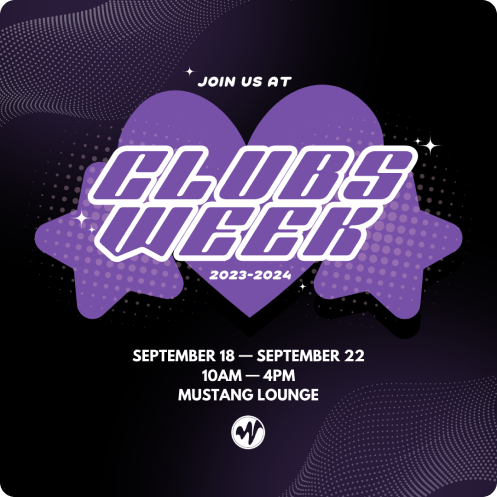 JOIN US AT
CLUBS
WEEK
2023-2024
SEPTEMBER 18 — SEPTEMBER 22
10AM — 4PM
MUSTANG LOUNGE